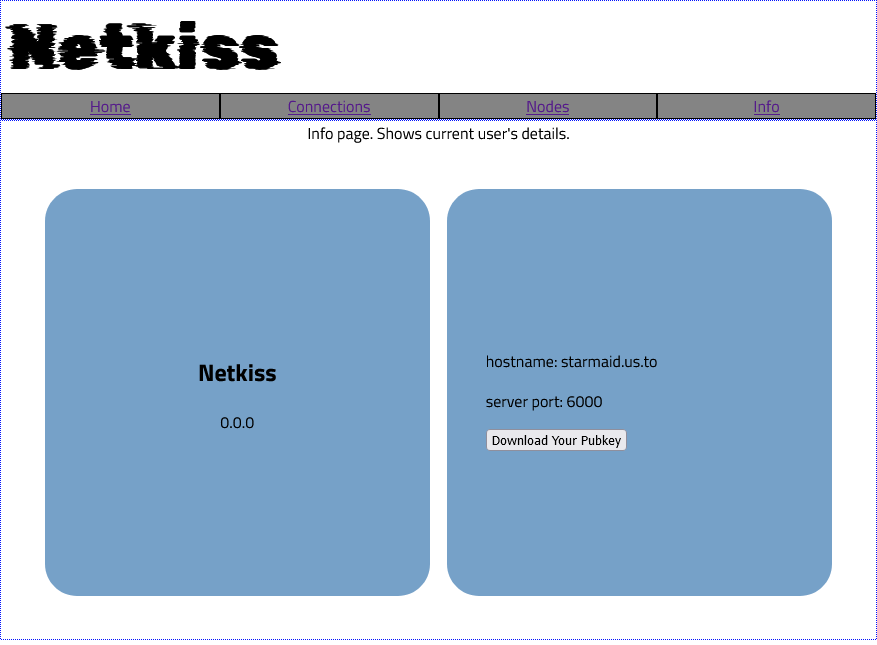 Netkiss
Home Connections Nodes Info
Info page. Shows current user's details.
Netkiss
0.0.0
hostname: starmaid.us.to
server port: 6000
Download Your Pubkey